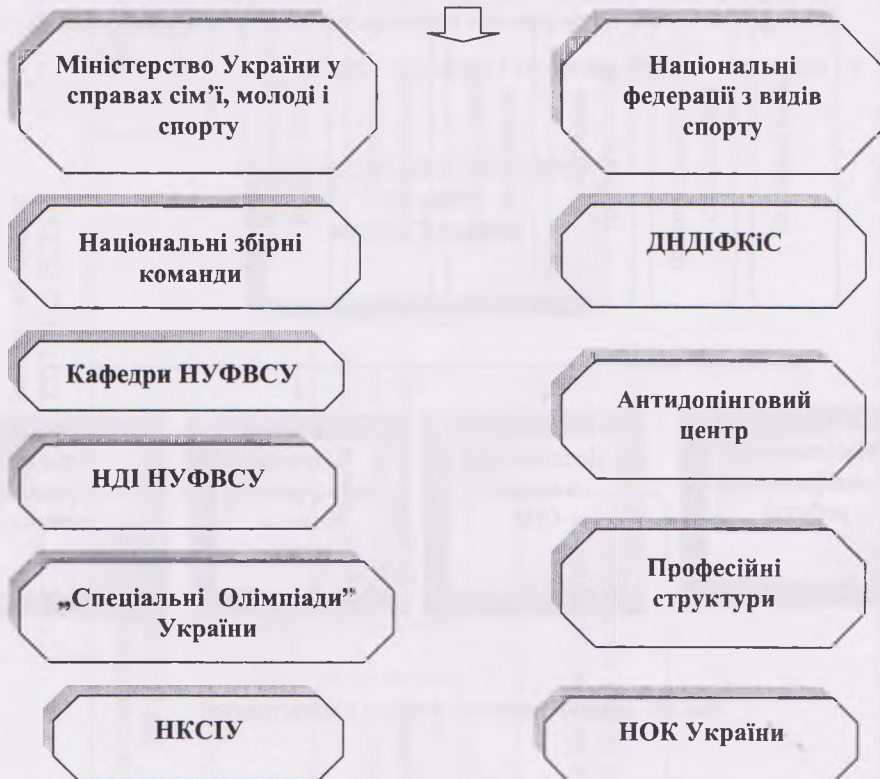 Міністерство України у
справах сім’ї, молоді і
спорту
Національні
федерації з видів
спорту
Національні збірні
команди
ДНДІФКіС
Кафедри НУФВСУ
Антидопінговий
центр
НДІ НУФВСУ
Професійні
структури
„Спеціальні Олімпіади”
України
НКСІУ
НОК України